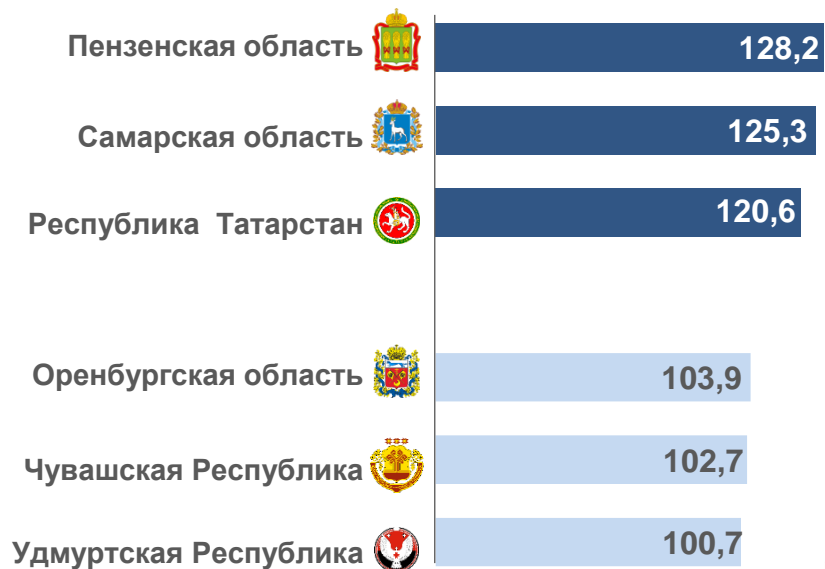 Пензенская область 128,2
Самарская область 125,3
Республика Татарстан 120,6
Оренбургская область 103,9
Чувашская Республика 102,7
Удмуртская Республика 100,7